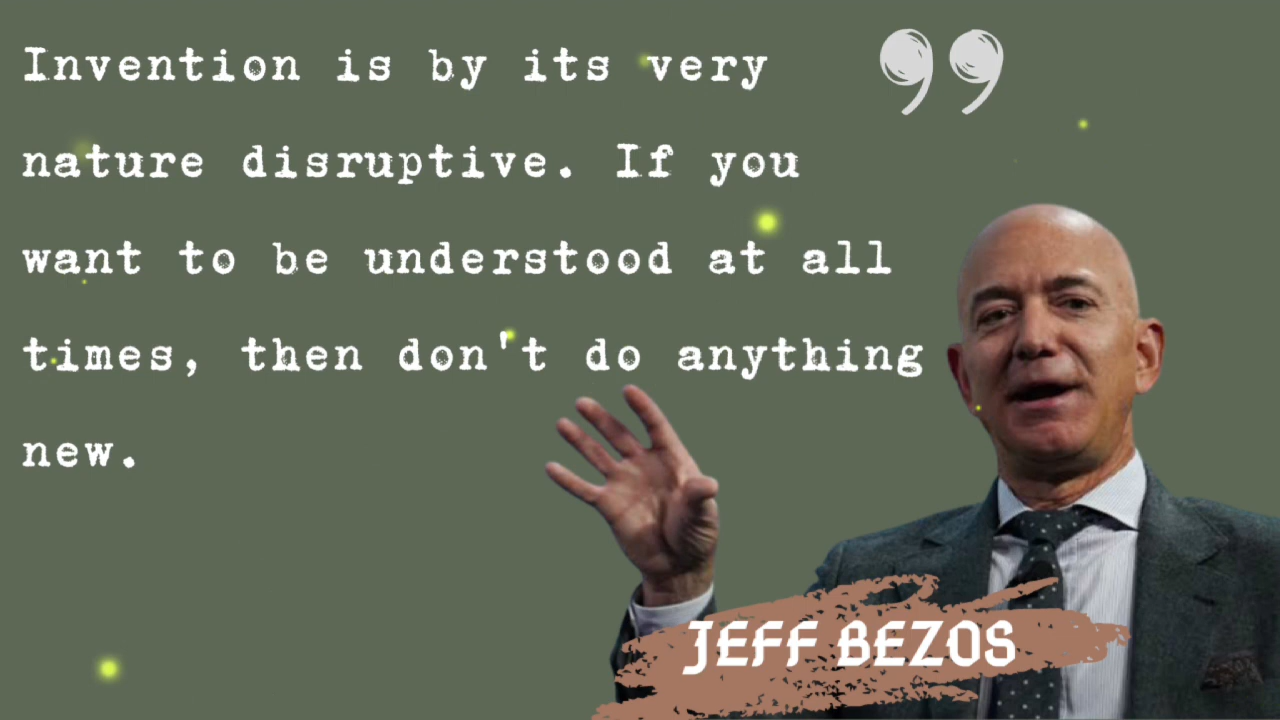 Invention is by its very
nature disruptive. If you
want to be understood at all
times, then don't do anything
new.
JEFF BEZOS